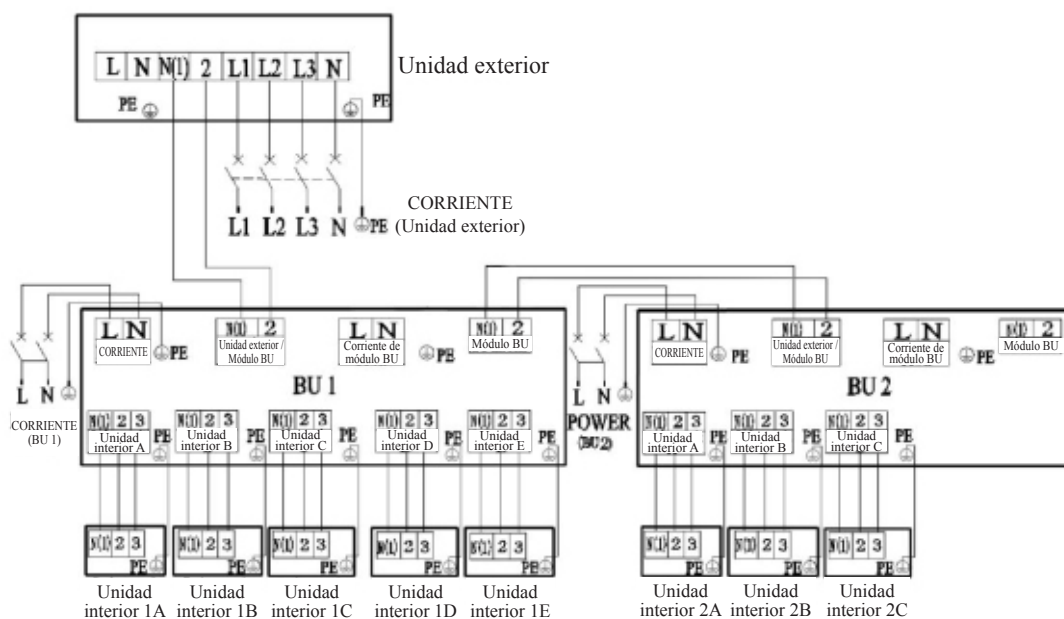 L N N(1) 2 L1 L2 L3 N
Unidad exterior
PE PE
CORRIENTE
(Unidad exterior)
L1 L2 L3 N PE
L N
CORRIENTE
N(1) 2
Unidad exterior /
Módulo BU
L N
Corriente de
módulo BU
N(1) 2
Módulo BU
PE
PE
BU 1
L N
CORRIENTE
(BU 1)
N(1) 2 3
Unidad
interior A
PE
N(1) 2 3
Unidad
interior B
PE
N(1) 2 3
Unidad
interior C
PE
N(1) 2 3
Unidad
interior D
PE
N(1) 2 3
Unidad
interior E
PE
L N
CORRIENTE
N(1) 2
Unidad exterior /
Módulo BU
L N
Corriente de
módulo BU
N(1) 2
Módulo BU
PE
PE
BU 2
L N
POWER
(BU2)
N(1) 2 3
Unidad
interior A
PE
N(1) 2 3
Unidad
interior B
PE
N(1) 2 3
Unidad
interior C
PE
N(1) 2 3
PE
Unidad
interior 1A
N(1) 2 3
PE
Unidad
interior 1B
N(1) 2 3
PE
Unidad
interior 1C
N(1) 2 3
PE
Unidad
interior 1D
N(1) 2 3
PE
Unidad
interior 1E
N(1) 2 3
PE
Unidad
interior 2A
N(1) 2 3
PE
Unidad
interior 2B
N(1) 2 3
PE
Unidad
interior 2C